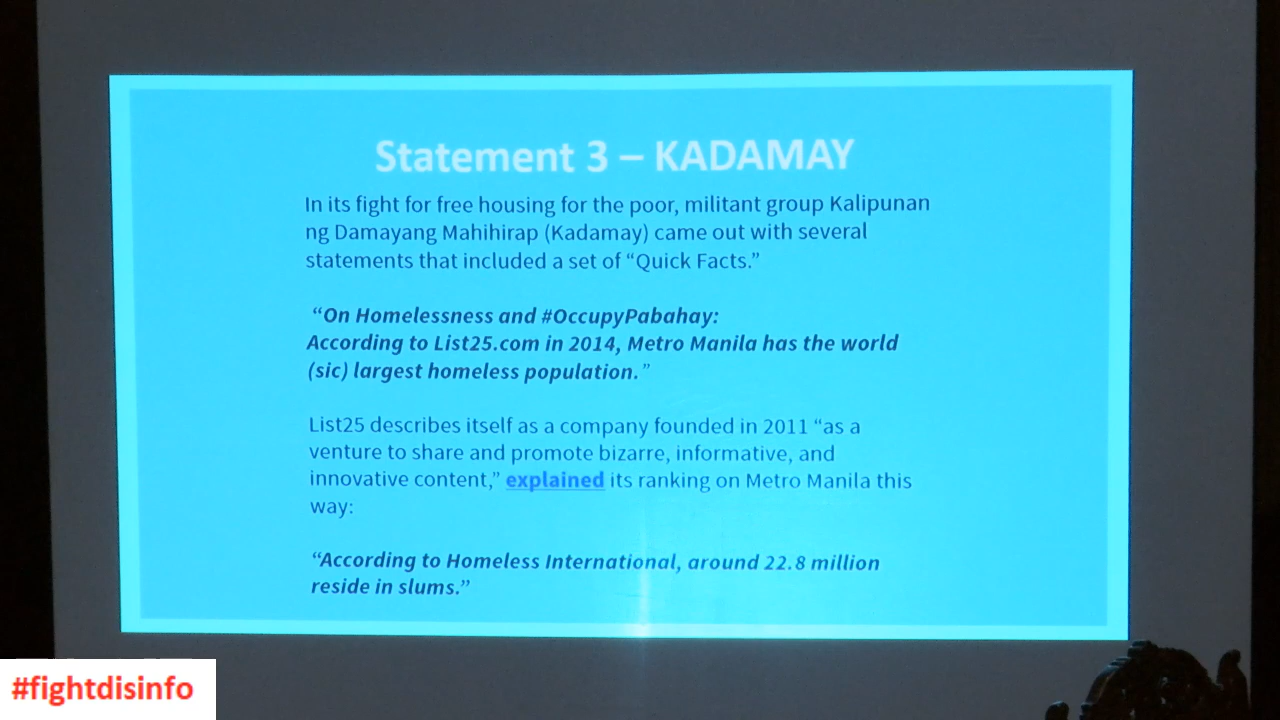 Statement 3 – KADAMAY
In its fight for free housing for the poor, militant group Kalipunan
ng Damayang Mahihirap (Kadamay) came out with several
statements that included a set of “Quick Facts.”
“On Homelessness and #OccupyPabahay:
According to List25.com in 2014, Metro Manila has the world
(sic) largest homeless population.”
List25 describes itself as a company founded in 2011 “as a
venture to share and promote bizarre, informative, and
innovative content,” explained its ranking on Metro Manila this
way:
“According to Homeless International, around 22.8 million
reside in slums.”
#fightdisinfo